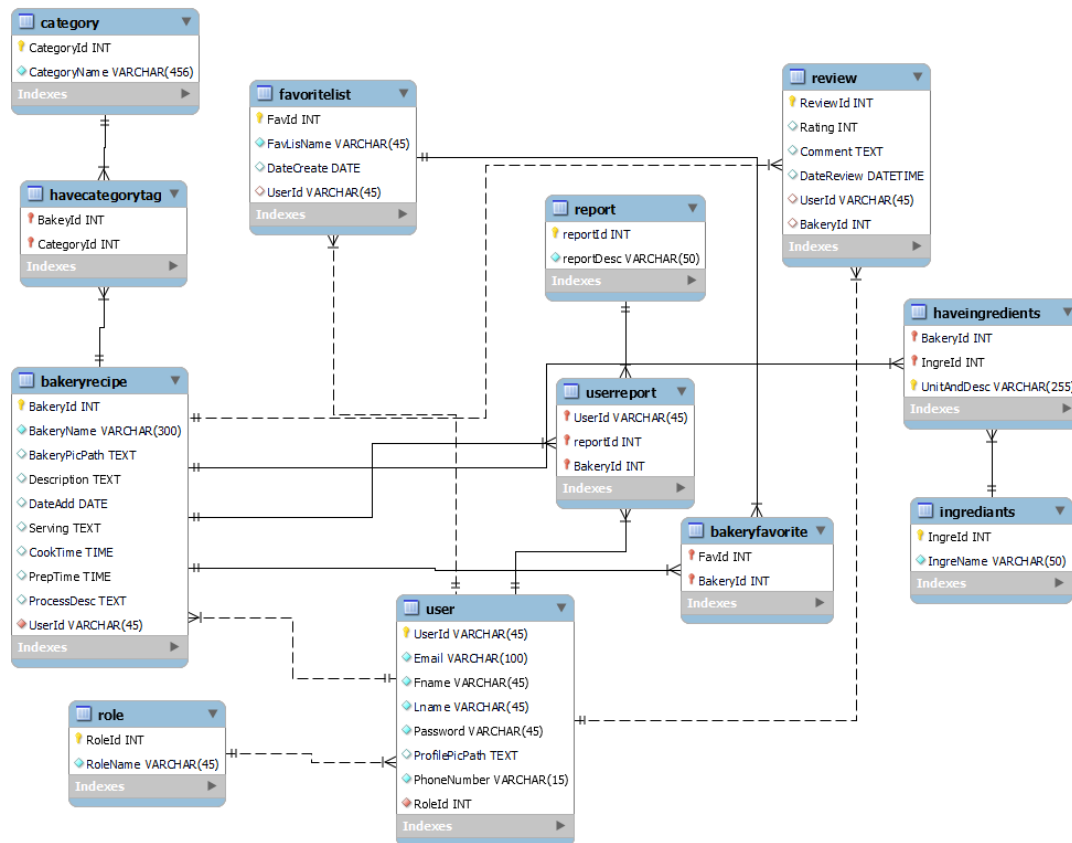 category
CategoryId INT
CategoryName VARCHAR(456)
Indexes
favoritelist
FavId INT
FavLisName VARCHAR(45)
DateCreate DATE
UserId VARCHAR(45)
Indexes
review
ReviewId INT
Rating INT
Comment TEXT
DateReview DATETIME
UserId VARCHAR(45)
BakeryId INT
Indexes
havecategorytag
BakeyId INT
CategoryId INT
Indexes
report
reportId INT
reportDesc VARCHAR(50)
Indexes
haveingredients
BakeryId INT
IngreId INT
UnitAndDesc VARCHAR(255)
Indexes
bakeryrecipe
BakeryId INT
BakeryName VARCHAR(300)
BakeryPicPath TEXT
Description TEXT
DateAdd DATE
Serving TEXT
CookTime TIME
PrepTime TIME
ProcessDesc TEXT
UserId VARCHAR(45)
Indexes
userreport
UserId VARCHAR(45)
reportId INT
BakeryId INT
Indexes
ingrediants
IngreId INT
IngreName VARCHAR(50)
Indexes
bakeryfavorite
FavId INT
BakeryId INT
Indexes
user
UserId VARCHAR(45)
Email VARCHAR(100)
Fname VARCHAR(45)
Lname VARCHAR(45)
Password VARCHAR(45)
ProfilePicPath TEXT
PhoneNumber VARCHAR(15)
RoleId INT
Indexes
role
RoleId INT
RoleName VARCHAR(45)
Indexes